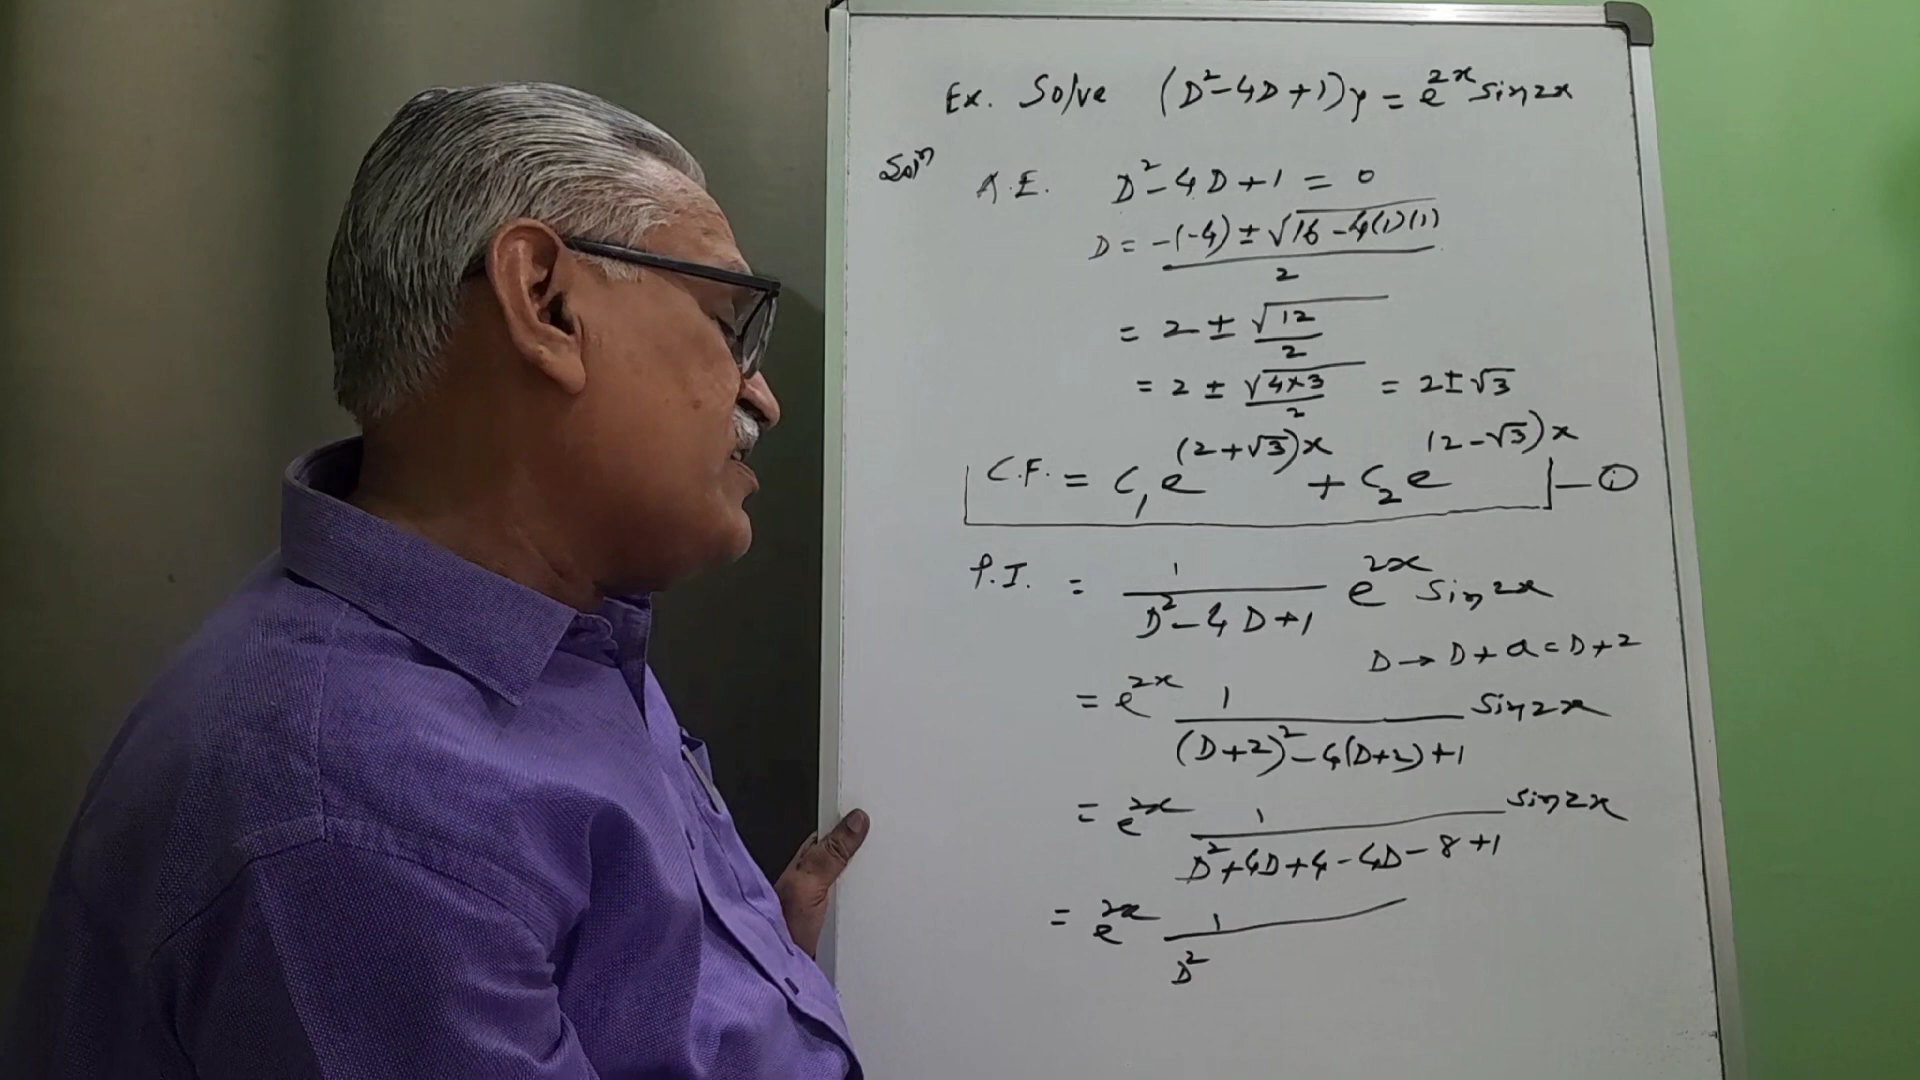 Ex. Solve (D²-4D+1)y = e^2x sin2x
Solⁿ A.E. D²-4D+1 = 0
D = -(-4) ± √16-4(1)(1)
2
= 2 ± √12
2
= 2 ± √4×3 = 2±√3
2
C.F. = C₁e^(2+√3)x + C₂e^(2-√3)x — ①
P.I. = 1
D²-4D+1 e^2x sin2x
D → D+a = D+2
= e^2x 1 sin2x
(D+2)²-4(D+2)+1
= e^2x 1 sin2x
D²+4D+4-4D-8+1
= e^2x 1
D²